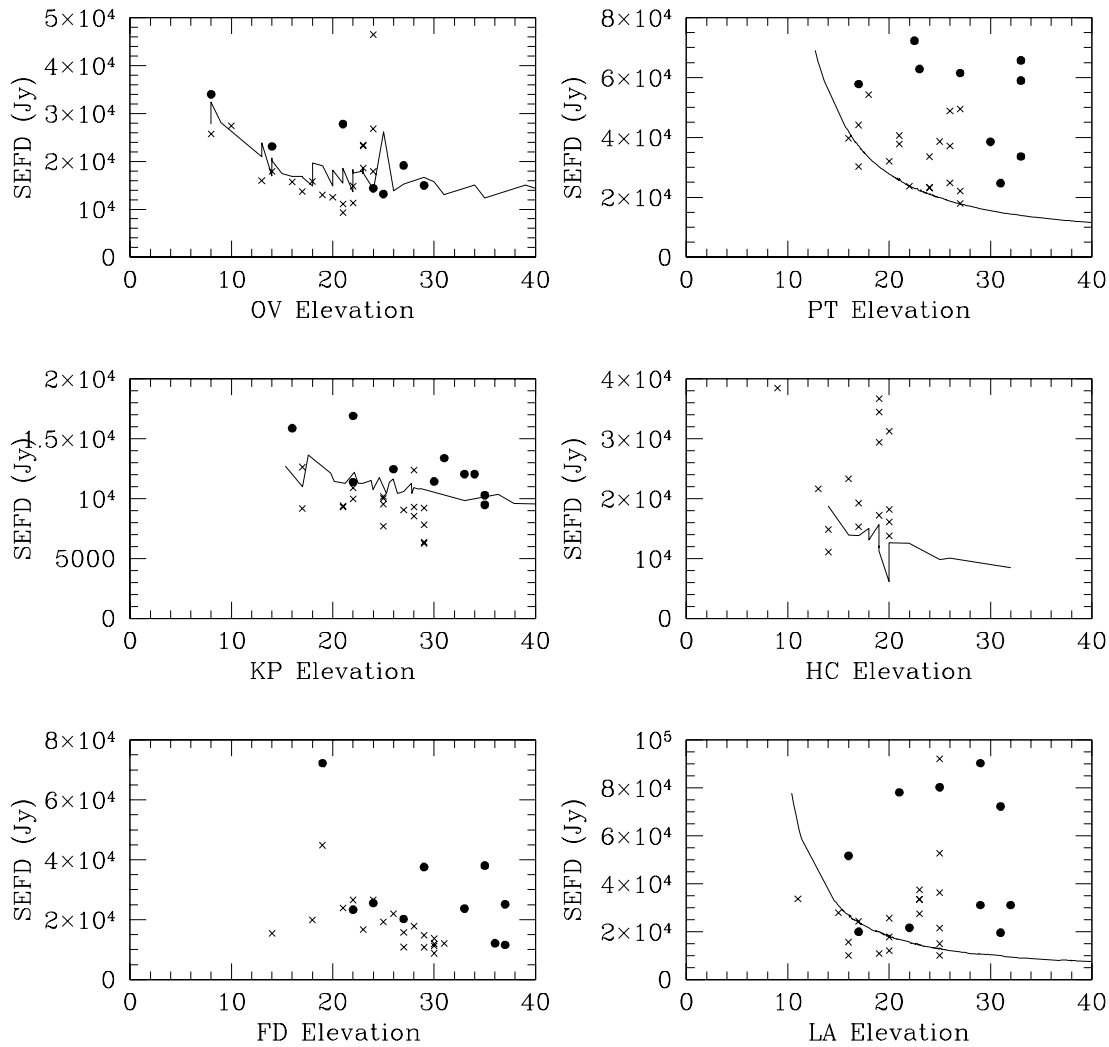 SEFD (Jy)
5×10⁴
4×10⁴
3×10⁴
2×10⁴
10⁴
0
0 10 20 30 40
OV Elevation
SEFD (Jy)
8×10⁴
6×10⁴
4×10⁴
2×10⁴
0
0 10 20 30 40
PT Elevation
SEFD (Jy)
2×10⁴
1.5×10⁴
10⁴
5000
0
0 10 20 30 40
KP Elevation
SEFD (Jy)
4×10⁴
3×10⁴
2×10⁴
10⁴
0
0 10 20 30 40
HC Elevation
SEFD (Jy)
8×10⁴
6×10⁴
4×10⁴
2×10⁴
0
0 10 20 30 40
FD Elevation
SEFD (Jy)
10⁵
8×10⁴
6×10⁴
4×10⁴
2×10⁴
0
0 10 20 30 40
LA Elevation